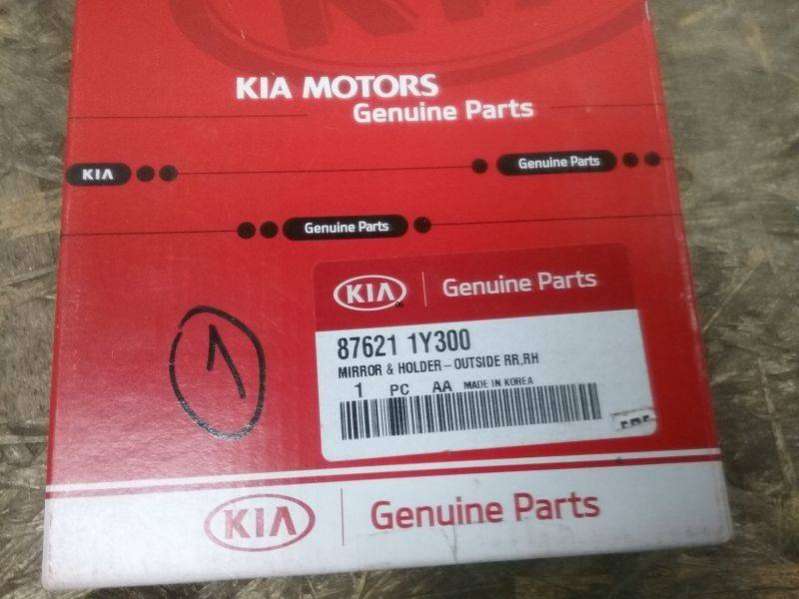 KIA MOTORS
Genuine Parts
KIA
Genuine Parts
Genuine Parts
KIA Genuine Parts
87621 1Y300
MIRROR & HOLDER-OUTSIDE RR,RH
1 PC AA MADE IN KOREA
1
KIA Genuine Parts